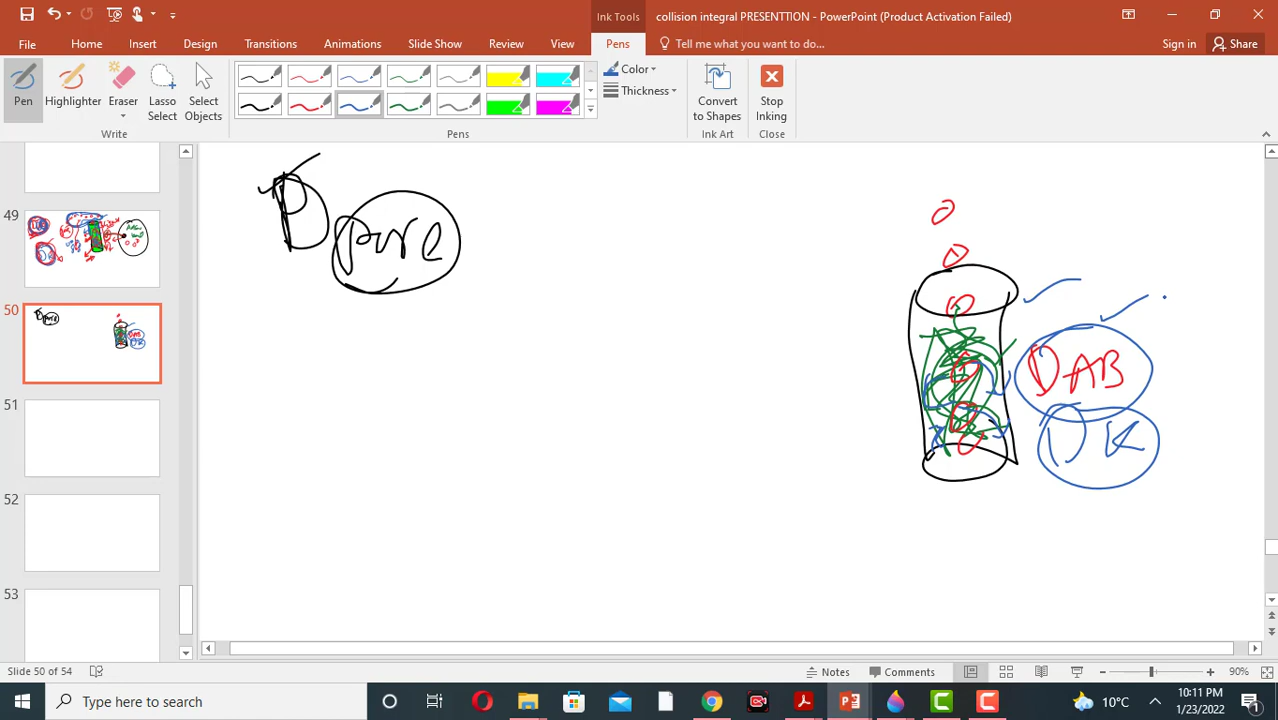 collision integral PRESENTTION - PowerPoint (Product Activation Failed)
Ink Tools
File
Home
Insert
Design
Transitions
Animations
Slide Show
Review
View
Pens
Tell me what you want to do...
Sign in
Share
Pen
Highlighter
Eraser
Lasso Select
Select Objects
Color
Thickness
Convert to Shapes
Stop Inking
Write
Pens
Ink Art
Close
49
50
51
52
53
D pure
DAB
DK
Slide 50 of 54
Notes
Comments
90%
Type here to search
10°C
10:11 PM
1/23/2022